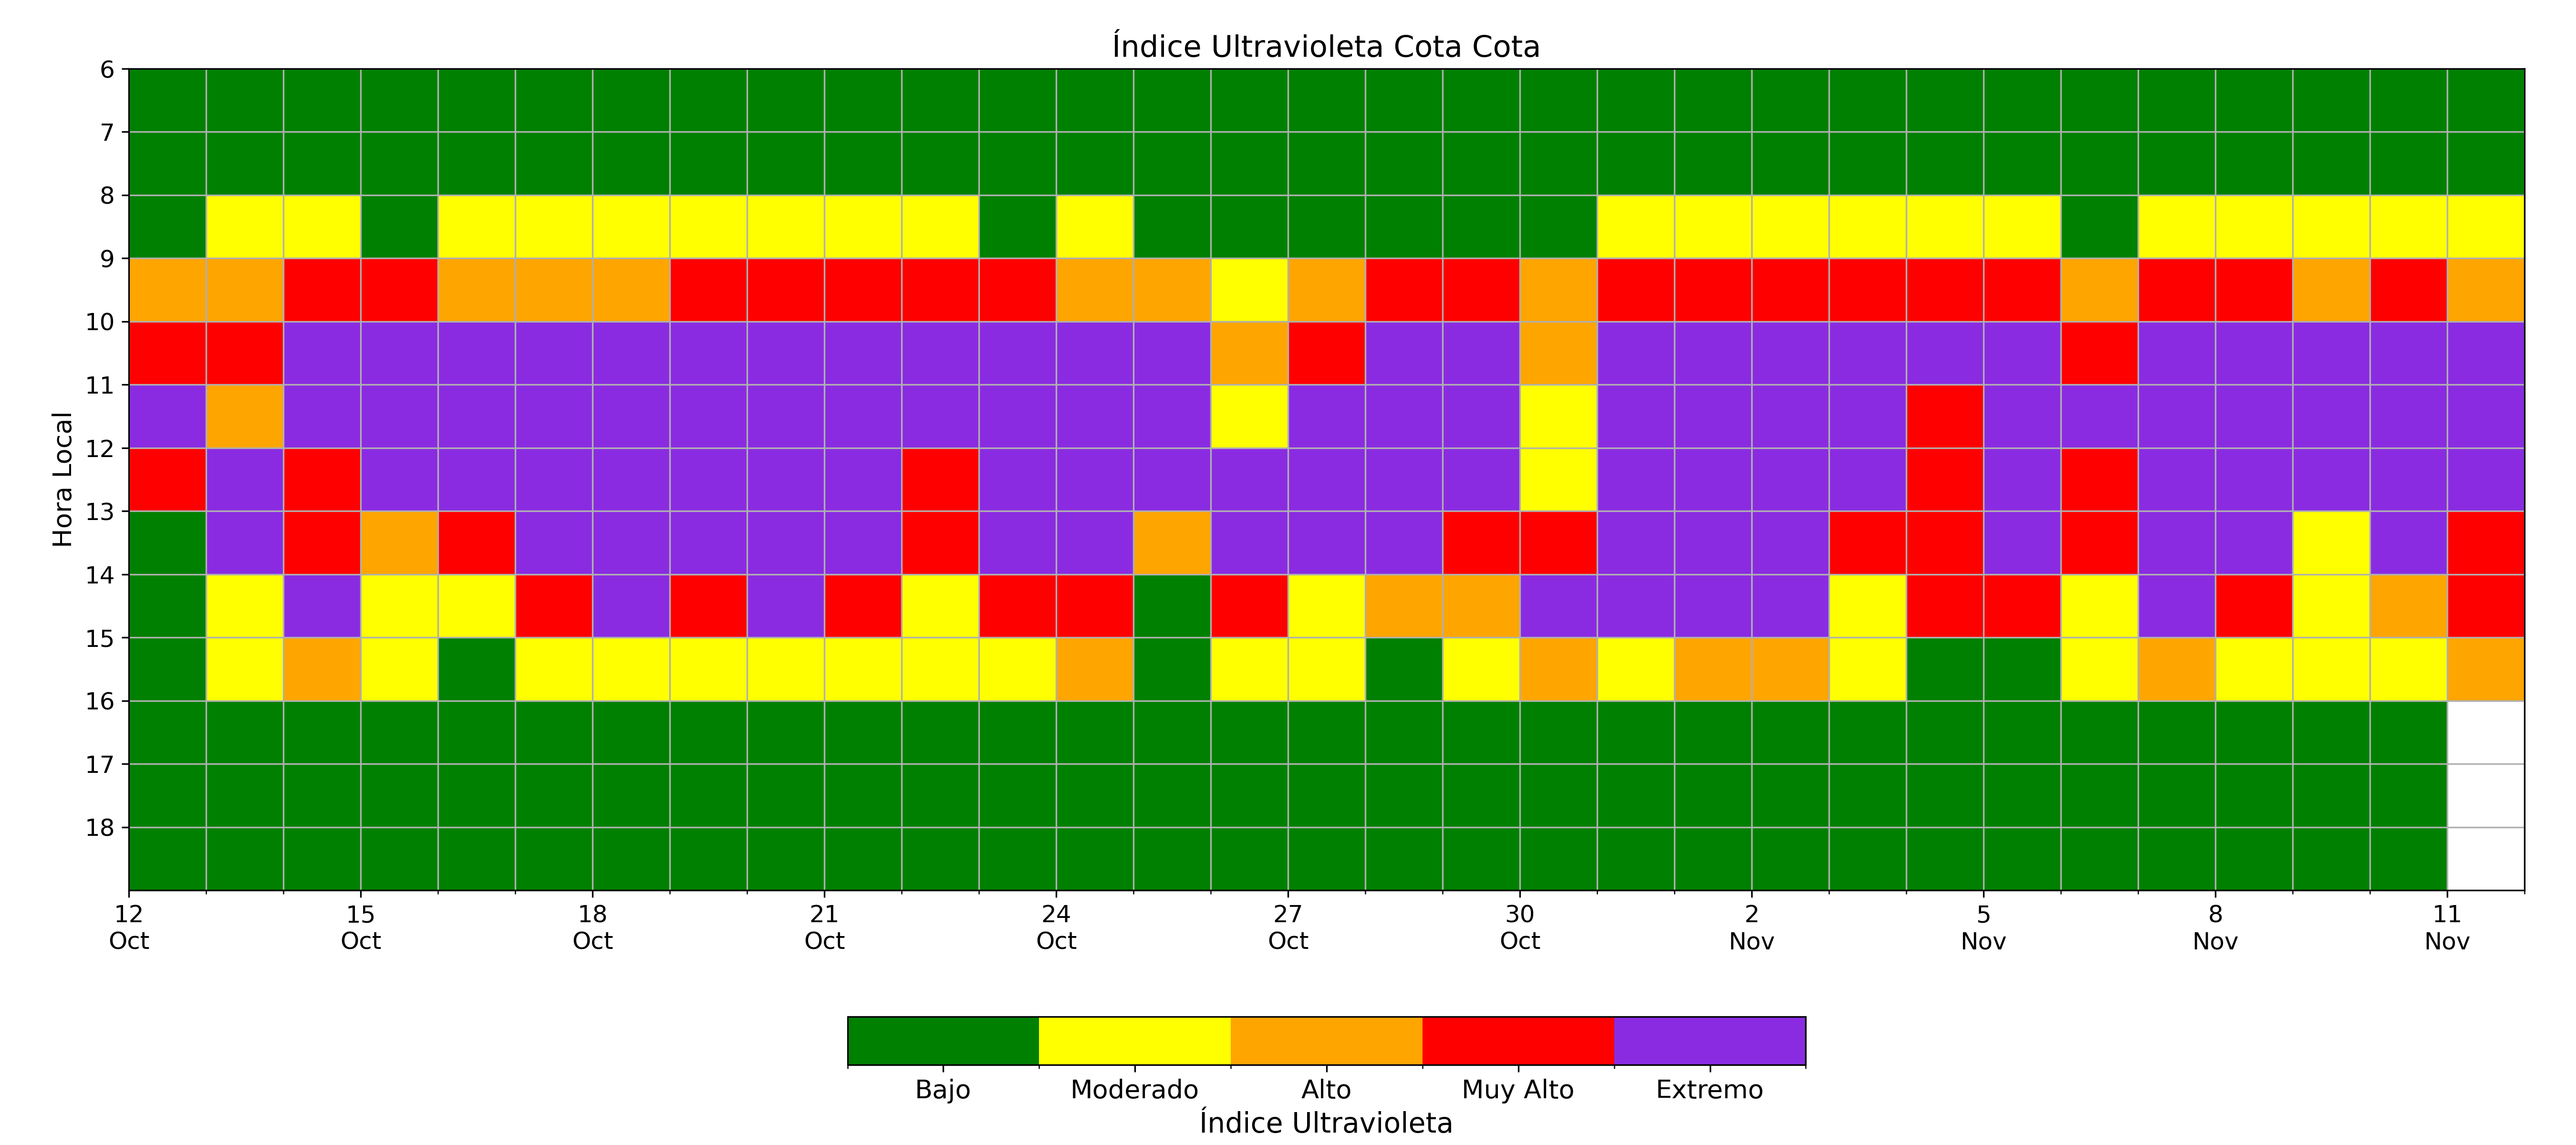 Índice Ultravioleta Cota Cota
Hora Local
6
7
8
9
10
11
12
13
14
15
16
17
18
12 15 18 21 24 27 30 2 5 8 11
Oct Oct Oct Oct Oct Oct Oct Nov Nov Nov Nov
Bajo Moderado Alto Muy Alto Extremo
Índice Ultravioleta